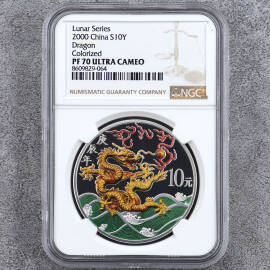 Lunar Series
2000 China S10Y
Dragon
Colorized
PF 70 ULTRA CAMEO
8609829-064
NUMISMATIC GUARANTY COMPANY
NGC
庚辰年
10元